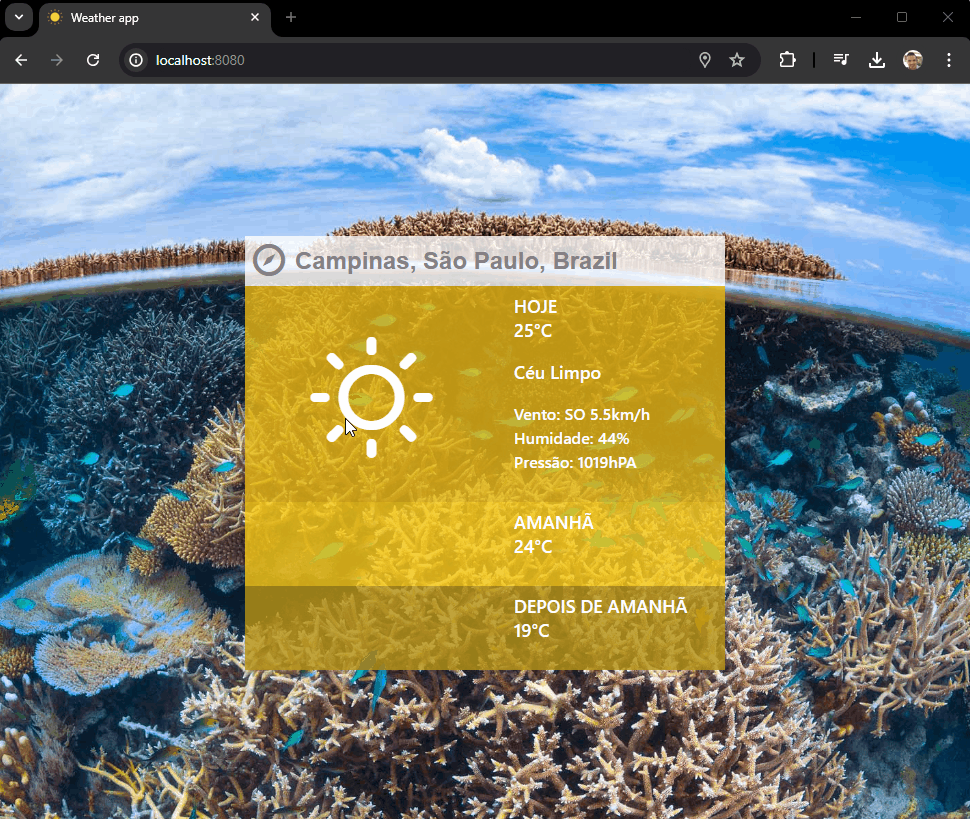 Weather app
localhost:8080
Campinas, São Paulo, Brazil
HOJE
25°C
Céu Limpo
Vento: SO 5.5km/h
Humidade: 44%
Pressão: 1019hPA
AMANHÃ
24°C
DEPOIS DE AMANHÃ
19°C